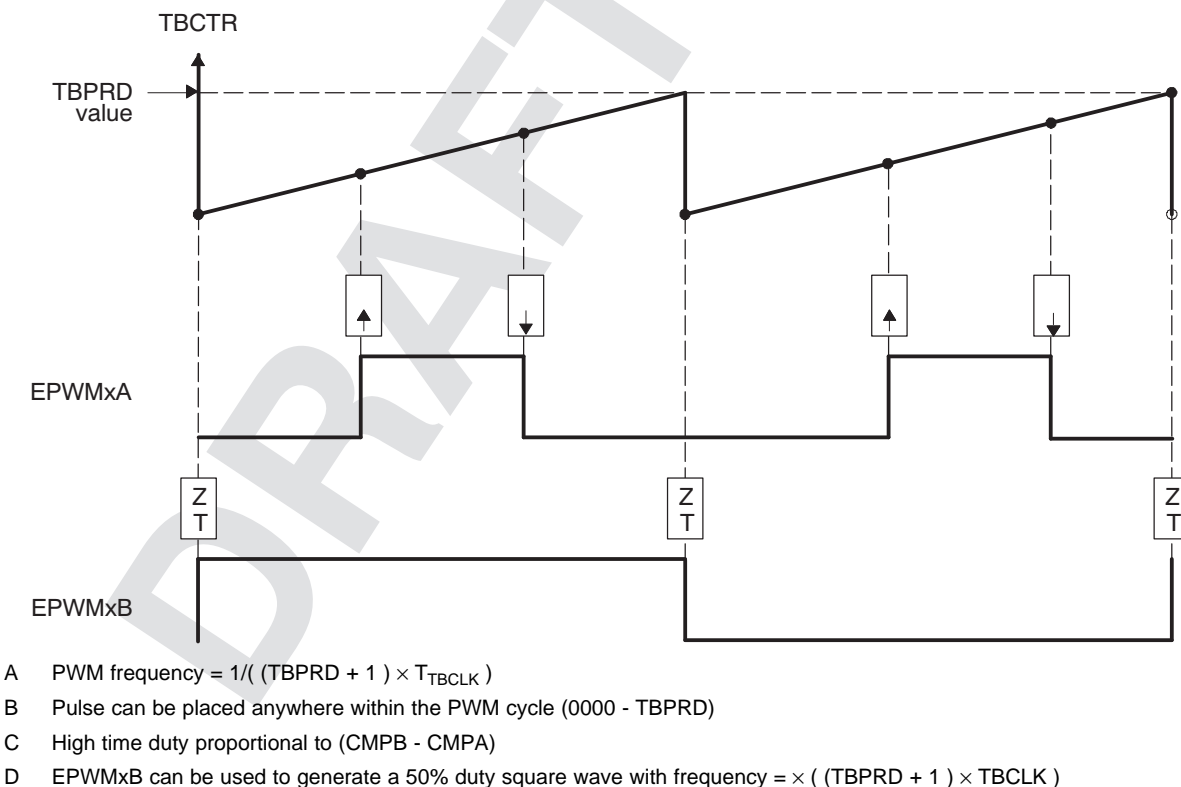 TBCTR
TBPRD
value
EPWMxA
Z
T
Z
T
Z
T
EPWMxB
A PWM frequency = 1/( (TBPRD + 1 ) × TTBCLK )
B Pulse can be placed anywhere within the PWM cycle (0000 - TBPRD)
C High time duty proportional to (CMPB - CMPA)
D EPWMxB can be used to generate a 50% duty square wave with frequency = × ( (TBPRD + 1 ) × TBCLK )
DRAFT